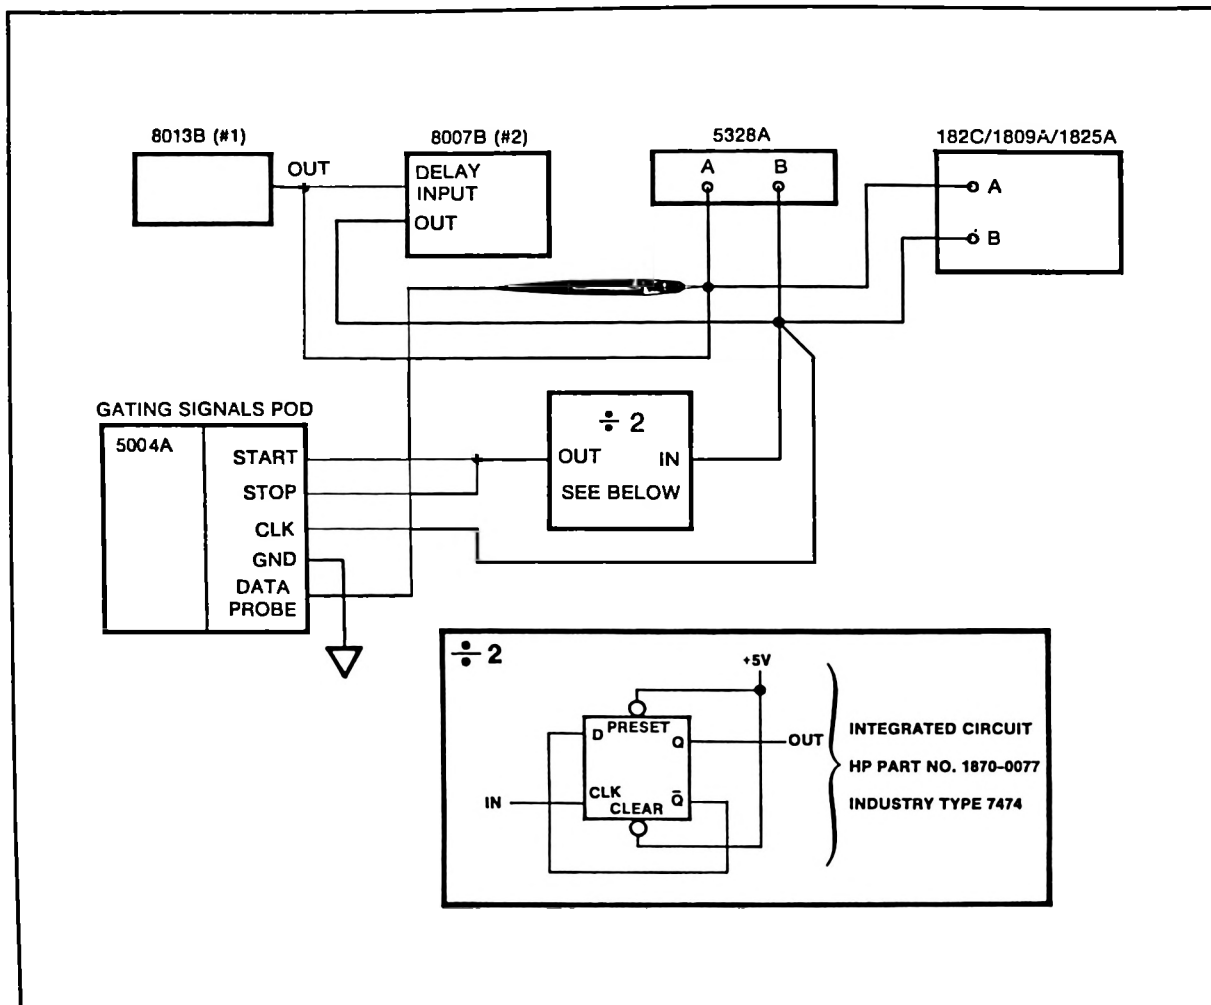 8013B (#1)
OUT
8007B (#2)
DELAY
INPUT
OUT
5328A
A B
182C/1809A/1825A
A
B
GATING SIGNALS POD
5004A
START
STOP
CLK
GND
DATA
PROBE
÷ 2
OUT IN
SEE BELOW
÷ 2
+5V
PRESET
D Q
CLK
CLEAR Q̄
IN
OUT
INTEGRATED CIRCUIT
HP PART NO. 1870-0077
INDUSTRY TYPE 7474